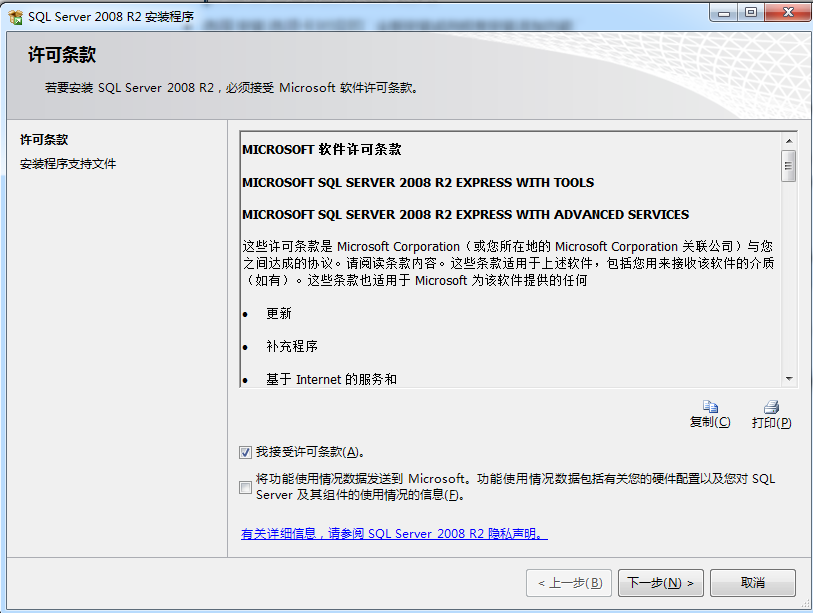 SQL Server 2008 R2 安装程序
许可条款
若要安装 SQL Server 2008 R2，必须接受 Microsoft 软件许可条款。
许可条款
安装程序支持文件
MICROSOFT 软件许可条款
MICROSOFT SQL SERVER 2008 R2 EXPRESS WITH TOOLS
MICROSOFT SQL SERVER 2008 R2 EXPRESS WITH ADVANCED SERVICES
这些许可条款是 Microsoft Corporation（或您所在地的 Microsoft Corporation 关联公司）与您
之间达成的协议。请阅读条款内容。这些条款适用于上述软件，包括您用来接收该软件的介质
（如有）。这些条款也适用于 Microsoft 为该软件提供的任何
• 更新
• 补充程序
• 基于 Internet 的服务和
复制(C) 打印(P)
我接受许可条款(A)。
将功能使用情况数据发送到 Microsoft。功能使用情况数据包括有关您的硬件配置以及您对 SQL
Server 及其组件的使用情况的信息(F)。
有关详细信息，请参阅 SQL Server 2008 R2 隐私声明。
< 上一步(B) 下一步(N) > 取消